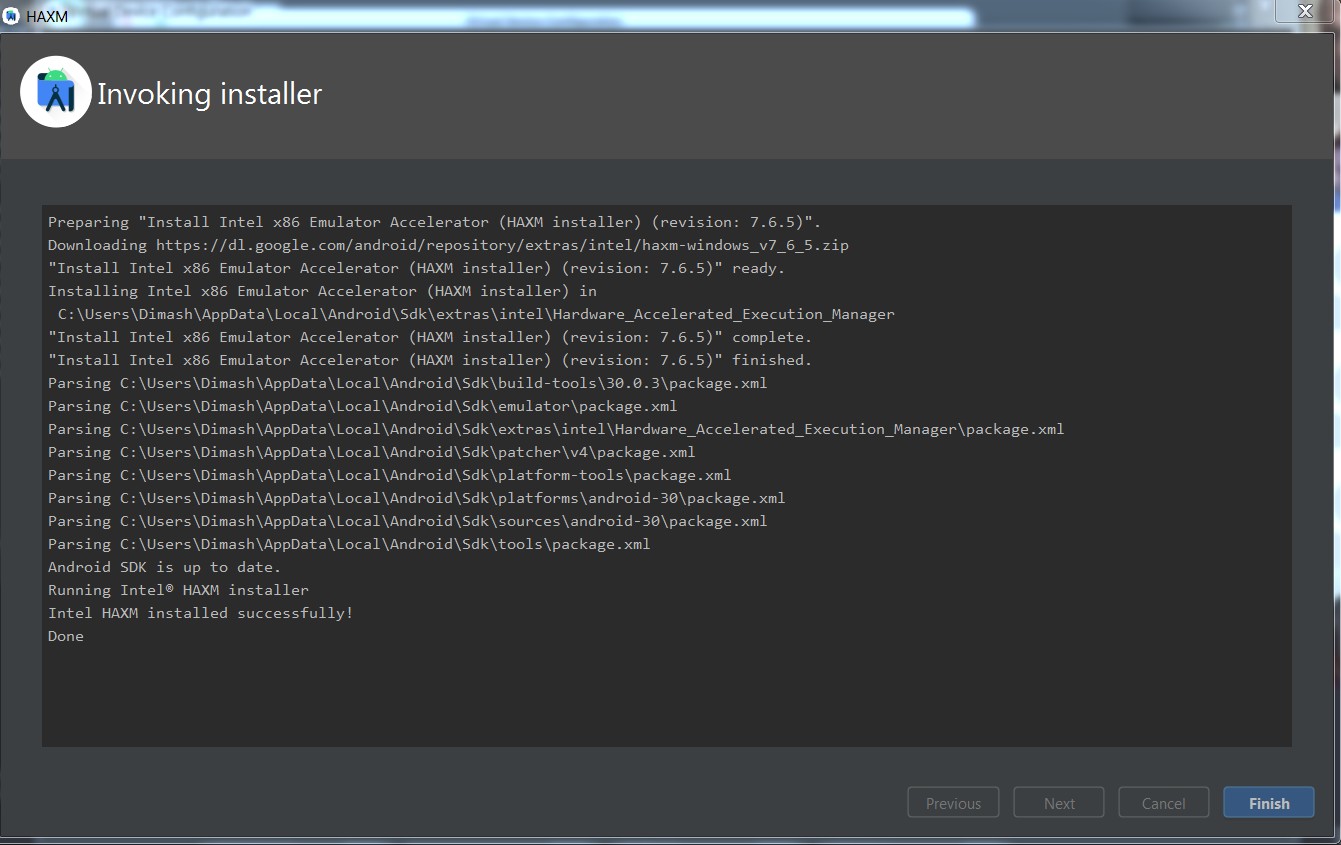 HAXM
Invoking installer
Preparing "Install Intel x86 Emulator Accelerator (HAXM installer) (revision: 7.6.5)".
Downloading https://dl.google.com/android/repository/extras/intel/haxm-windows_v7_6_5.zip
"Install Intel x86 Emulator Accelerator (HAXM installer) (revision: 7.6.5)" ready.
Installing Intel x86 Emulator Accelerator (HAXM installer) in
C:\Users\Dimash\AppData\Local\Android\Sdk\extras\intel\Hardware_Accelerated_Execution_Manager
"Install Intel x86 Emulator Accelerator (HAXM installer) (revision: 7.6.5)" complete.
"Install Intel x86 Emulator Accelerator (HAXM installer) (revision: 7.6.5)" finished.
Parsing C:\Users\Dimash\AppData\Local\Android\Sdk\build-tools\30.0.3\package.xml
Parsing C:\Users\Dimash\AppData\Local\Android\Sdk\emulator\package.xml
Parsing C:\Users\Dimash\AppData\Local\Android\Sdk\extras\intel\Hardware_Accelerated_Execution_Manager\package.xml
Parsing C:\Users\Dimash\AppData\Local\Android\Sdk\patcher\v4\package.xml
Parsing C:\Users\Dimash\AppData\Local\Android\Sdk\platform-tools\package.xml
Parsing C:\Users\Dimash\AppData\Local\Android\Sdk\platforms\android-30\package.xml
Parsing C:\Users\Dimash\AppData\Local\Android\Sdk\sources\android-30\package.xml
Parsing C:\Users\Dimash\AppData\Local\Android\Sdk\tools\package.xml
Android SDK is up to date.
Running Intel® HAXM installer
Intel HAXM installed successfully!
Done
Previous Next Cancel Finish